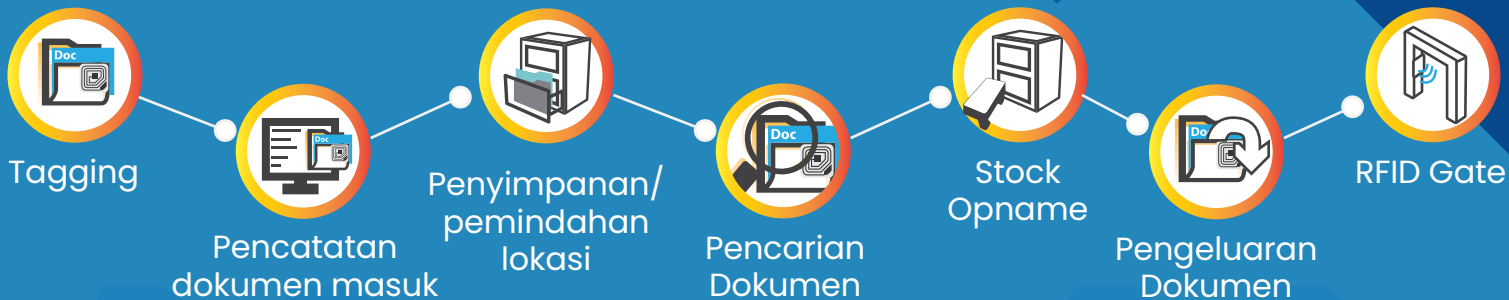 Doc
Tagging
Doc
Pencatatan
dokumen masuk
Penyimpanan/
pemindahan
lokasi
Doc
Pencarian
Dokumen
Stock
Opname
Do
Pengeluaran
Dokumen
RFID Gate